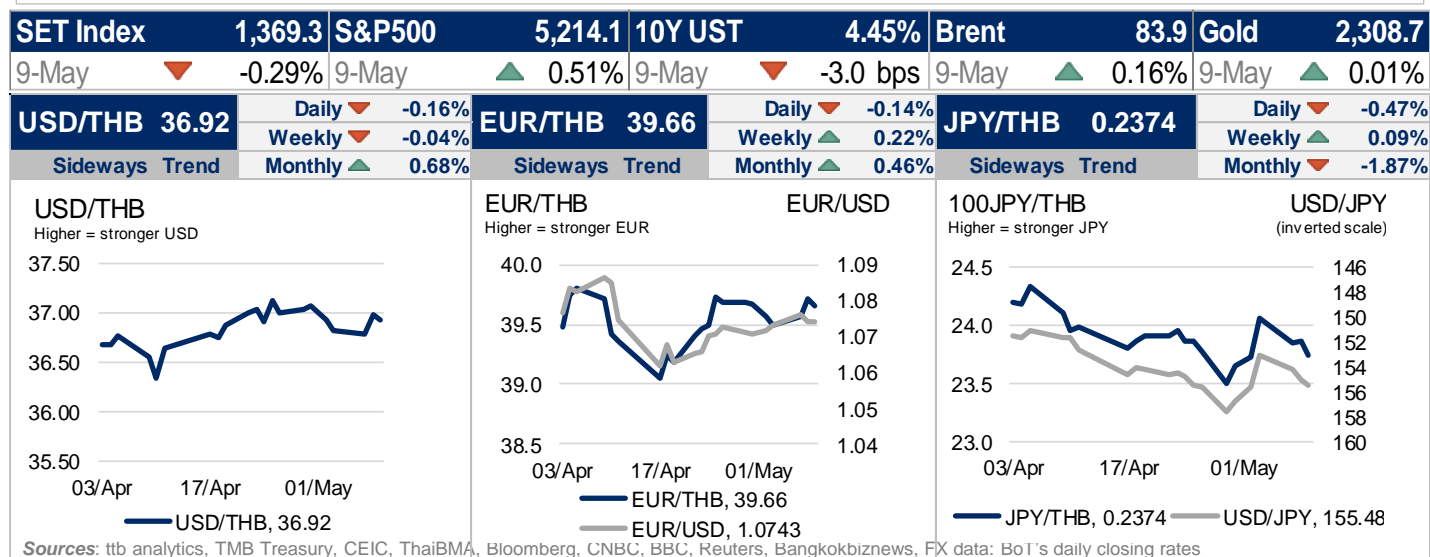 SET Index 1,369.3 S&P500 5,214.1 10Y UST 4.45% Brent 83.9 Gold 2,308.7
9-May -0.29% 9-May 0.51% 9-May -3.0 bps 9-May 0.16% 9-May 0.01%
USD/THB 36.92
Daily -0.16%
Weekly -0.04%
Sideways Trend Monthly 0.68%
EUR/THB 39.66
Daily -0.14%
Weekly 0.22%
Sideways Trend Monthly 0.46%
JPY/THB 0.2374
Daily -0.47%
Weekly 0.09%
Sideways Trend Monthly -1.87%
USD/THB
Higher = stronger USD
37.50
37.00
36.50
36.00
35.50
03/Apr 17/Apr 01/May
USD/THB, 36.92
EUR/THB EUR/USD
Higher = stronger EUR
40.0 1.09
1.08
39.5 1.07
39.0 1.06
1.05
38.5 1.04
03/Apr 17/Apr 01/May
EUR/THB, 39.66
EUR/USD, 1.0743
100JPY/THB USD/JPY
Higher = stronger JPY (inverted scale)
24.5 146
148
24.0 150
152
154
23.5 156
158
23.0 160
03/Apr 17/Apr 01/May
JPY/THB, 0.2374 USD/JPY, 155.48
Sources: ttb analytics, TMB Treasury, CEIC, ThaiBMA, Bloomberg, CNBC, BBC, Reuters, Bangkokbiznews, FX data: BoT's daily closing rates